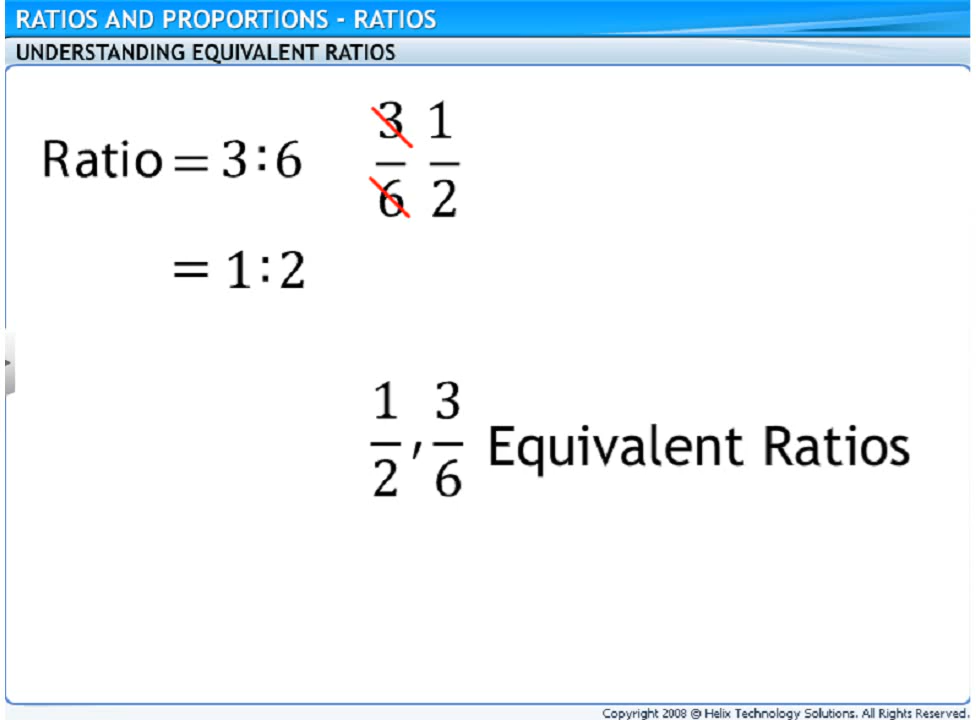 RATIOS AND PROPORTIONS - RATIOS
UNDERSTANDING EQUIVALENT RATIOS
Ratio = 3:6 3/6 1/2
= 1:2
1/2, 3/6 Equivalent Ratios
Copyright 2008 @ Helix Technology Solutions. All Rights Reserved.